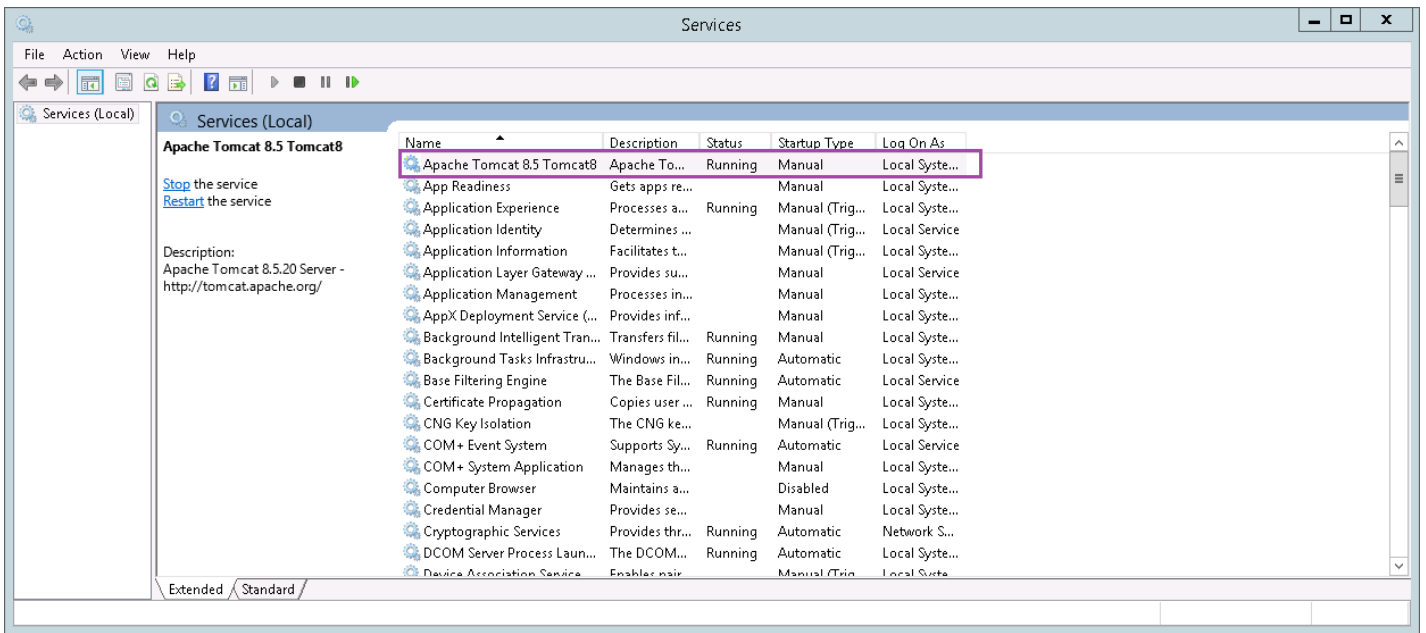 Services
File Action View Help
Services (Local)
Services (Local)
Apache Tomcat 8.5 Tomcat8
Stop the service
Restart the service
Description:
Apache Tomcat 8.5.20 Server -
http://tomcat.apache.org/
Name Description Status Startup Type Log On As
Apache Tomcat 8.5 Tomcat8 Apache To... Running Manual Local Syste...
App Readiness Gets apps re... Manual Local Syste...
Application Experience Processes a... Running Manual (Trig... Local Syste...
Application Identity Determines ... Manual (Trig... Local Service
Application Information Facilitates t... Manual (Trig... Local Syste...
Application Layer Gateway ... Provides su... Manual Local Service
Application Management Processes in... Manual Local Syste...
AppX Deployment Service (... Provides inf... Manual Local Syste...
Background Intelligent Tran... Transfers fil... Running Manual Local Syste...
Background Tasks Infrastru... Windows in... Running Automatic Local Syste...
Base Filtering Engine The Base Fil... Running Automatic Local Service
Certificate Propagation Copies user ... Running Manual Local Syste...
CNG Key Isolation The CNG ke... Manual (Trig... Local Syste...
COM+ Event System Supports Sy... Running Automatic Local Service
COM+ System Application Manages th... Manual Local Syste...
Computer Browser Maintains a... Disabled Local Syste...
Credential Manager Provides se... Manual Local Syste...
Cryptographic Services Provides thr... Running Automatic Network S...
DCOM Server Process Laun... The DCOM... Running Automatic Local Syste...
Device Association Service Enables pair... Manual (Trig... Local Syste...
Extended Standard